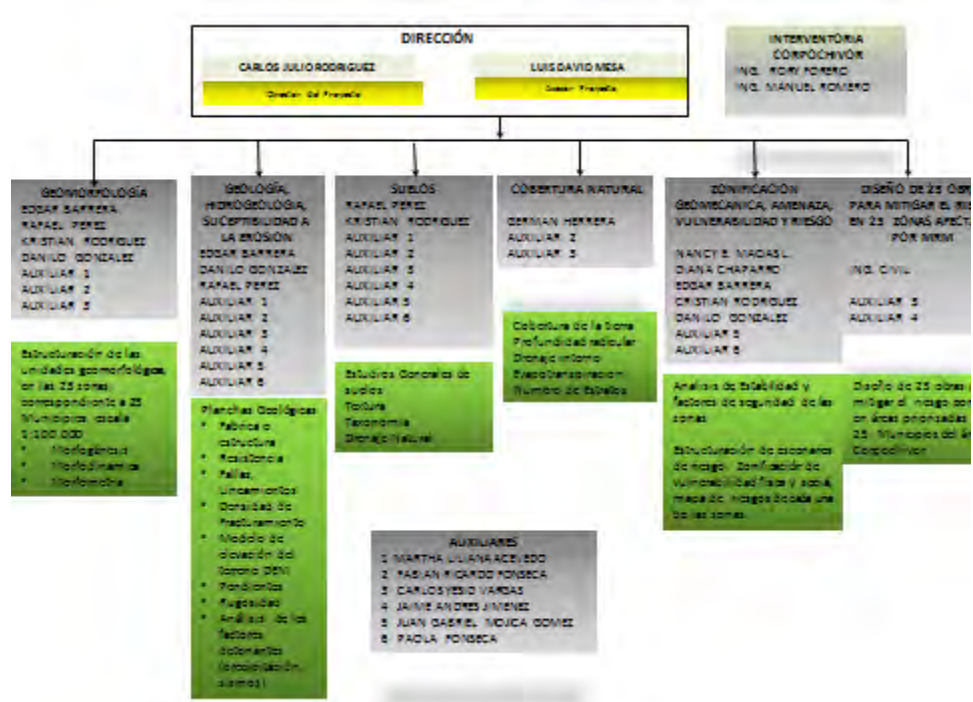 DIRECCIÓN
CARLOS JULIO RODRIGUEZ
Director del Proyecto
LUIS DAVID MESA
Asesor Proyecto
INTERVENTORIA
CORPOCHIVOR
ING. RORY FORERO
ING. MANUEL ROMERO
GEOMORFOLOGÍA
EDGAR BARRERA
RAFAEL PEREZ
KRISTIAN RODRIGUEZ
DANILO GONZALEZ
AUXILIAR 1
AUXILIAR 2
AUXILIAR 3
Estructuración de las
unidades geomorfológicas,
en las 25 zonas
correspondiente a 25
Municipios escala
1:100.000
• Morfogénesis
• Morfodinámica
• Morfometría
GEOLOGÍA,
HIDROGEOLOGÍA,
SUCEPTIBILIDAD A
LA EROSIÓN
EDGAR BARRERA
DANILO GONZALEZ
RAFAEL PEREZ
AUXILIAR 1
AUXILIAR 2
AUXILIAR 3
AUXILIAR 4
AUXILIAR 5
AUXILIAR 6
Planchas Geológicas
• Fabrica o
estructura
• Resistencia
• Fallas,
Lineamientos
• Densidad de
Fracturamiento
• Modelo de
elevación del
terreno DEM
• Pendientes
• Rugosidad
• Análisis de los
factores
detonantes
(precipitación,
sismos)
SUELOS
RAFAEL PEREZ
KRISTIAN RODRIGUEZ
AUXILIAR 1
AUXILIAR 2
AUXILIAR 3
AUXILIAR 4
AUXILIAR 5
AUXILIAR 6
Estudios Generales de
suelos
Textura
Taxonomía
Drenaje Natural
COBERTURA NATURAL
GERMAN HERRERA
AUXILIAR 2
AUXILIAR 3
Cobertura de la tierra
Profundidad radicular
Drenaje interno
Evapotranspiración
Numero de Estratos
ZONIFICACIÓN
GEOMECANICA, AMENAZA,
VULNERABILIDAD Y RIESGO
NANCY E. MACIAS L.
DIANA CHAPARRO
EDGAR BARRERA
CRISTIAN RODRIGUEZ
DANILO GONZALEZ
AUXILIAR 5
AUXILIAR 6
Analisis de Estabilidad y
factores de seguridad de las
zonas
Estructuración de escenarios
de riesgo. Zonificación de
vulnerabilidad física y social,
mapa de riesgos de cada una
de las zonas.
DISEÑO DE 25 OBR
PARA MITIGAR EL RIE
EN 25 ZONAS AFECT
POR MRM
ING. CIVIL
AUXILIAR 3
AUXILIAR 4
Diseño de 25 obras
mitigar el riesgo
en áreas priorizadas
25 Municipios del ár
Corpochivor
AUXILIARES
1 MARTHA LILIANA ACEVEDO
2 FABIAN RICARDO FONSECA
3 CARLOS YESID VARGAS
4 JAIME ANDRES JIMENEZ
5 JUAN GABRIEL MOJICA GOMEZ
6 PAOLA FONSECA